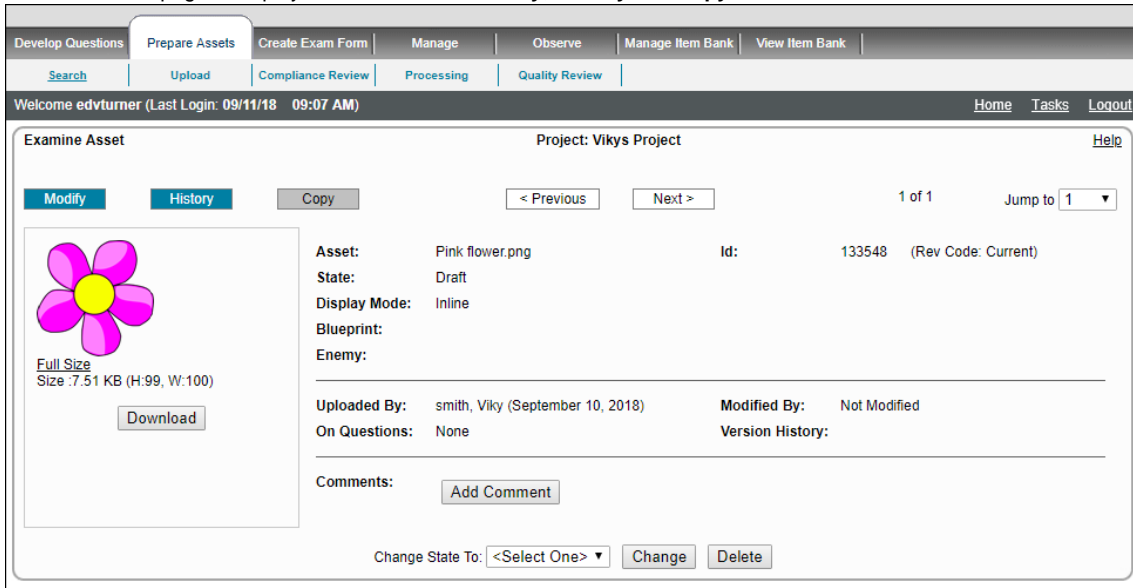 Develop Questions Prepare Assets Create Exam Form Manage Observe Manage Item Bank View Item Bank
Search Upload Compliance Review Processing Quality Review
Welcome edvturner (Last Login: 09/11/18 09:07 AM) Home Tasks Logout
Examine Asset Project: Vikys Project Help
Modify History Copy < Previous Next > 1 of 1 Jump to 1
Asset: Pink flower.png Id: 133548 (Rev Code: Current)
State: Draft
Display Mode: Inline
Blueprint:
Enemy:
Full Size
Size :7.51 KB (H:99, W:100)
Download
Uploaded By: smith, Viky (September 10, 2018) Modified By: Not Modified
On Questions: None Version History:
Comments: Add Comment
Change State To: <Select One> Change Delete